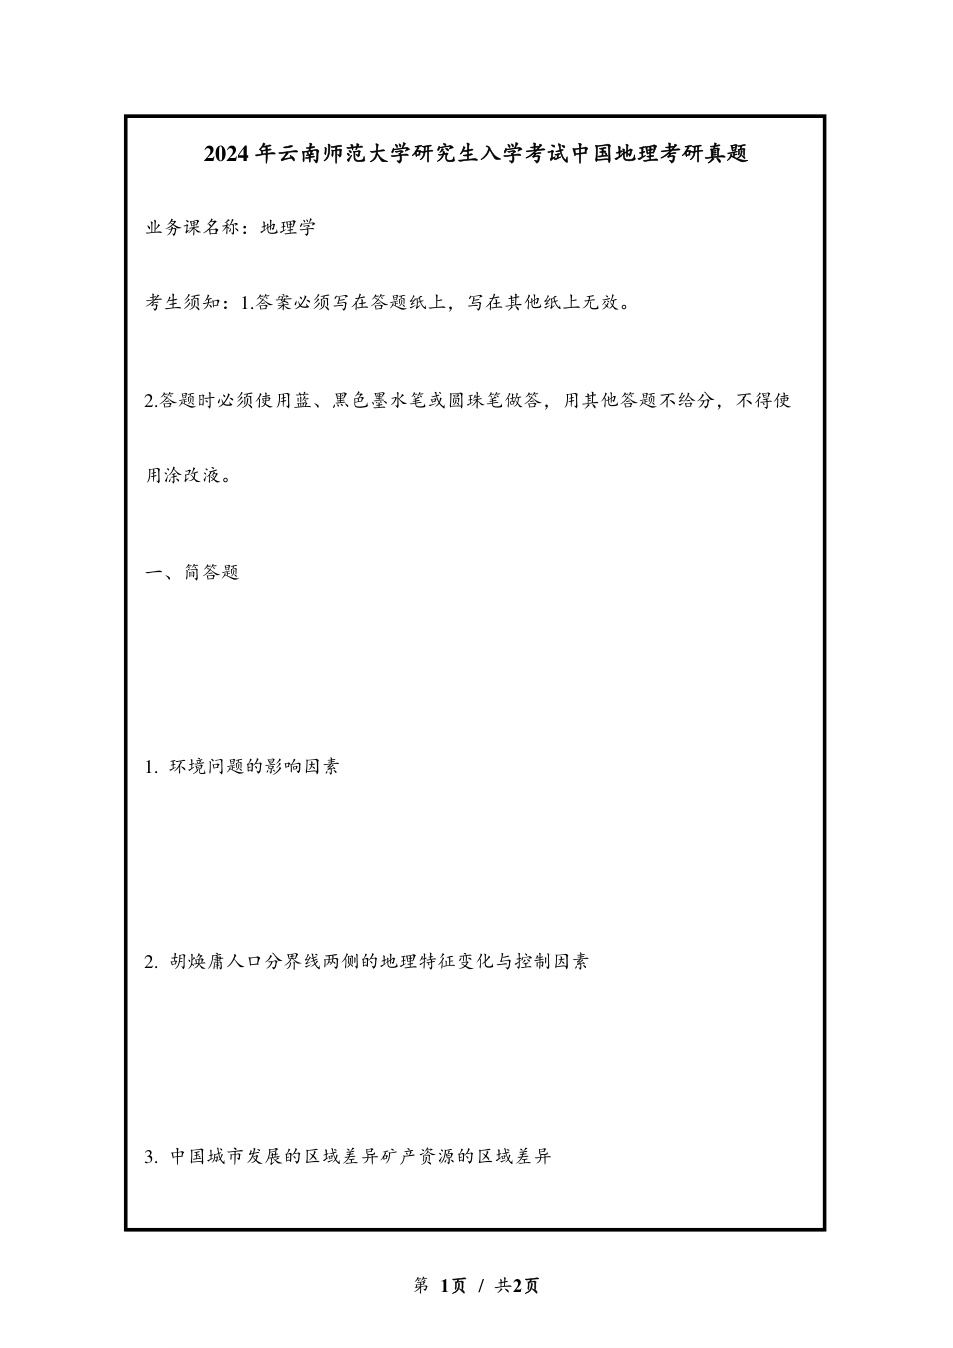 2024 年云南师范大学研究生入学考试中国地理考研真题
业务课名称：地理学
考生须知：1.答案必须写在答题纸上，写在其他纸上无效。
2.答题时必须使用蓝、黑色墨水笔或圆珠笔做答，用其他答题不给分，不得使
用涂改液。
一、简答题
1. 环境问题的影响因素
2. 胡焕庸人口分界线两侧的地理特征变化与控制因素
3. 中国城市发展的区域差异矿产资源的区域差异
第 1页 / 共2页